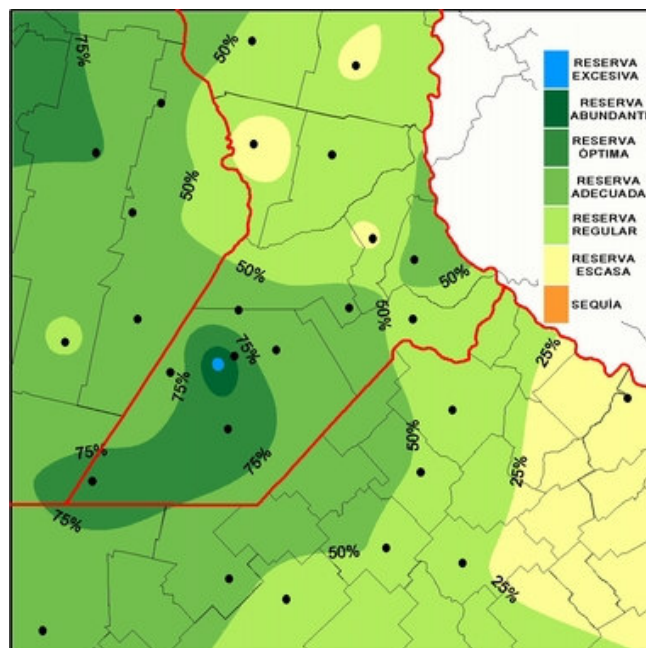 75%
50%
50%
50%
50%
50%
75%
75%
75%
75%
75%
50%
50%
25%
25%
25%
RESERVA
EXCESIVA
RESERVA
ABUNDANTE
RESERVA
ÓPTIMA
RESERVA
ADECUADA
RESERVA
REGULAR
RESERVA
ESCASA
SEQUÍA